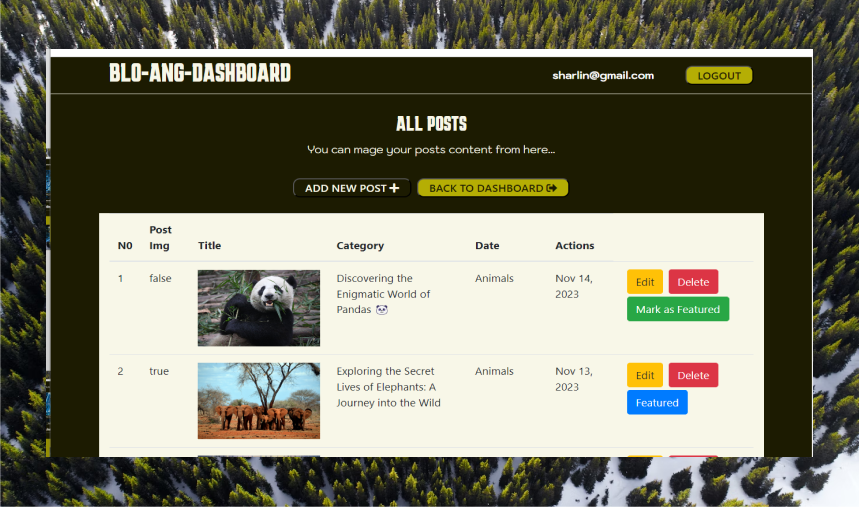 BLO-ANG-DASHBOARD
sharlin@gmail.com
LOGOUT
ALL POSTS
You can mage your posts content from here...
ADD NEW POST
BACK TO DASHBOARD
N0 Post Img Title Category Date Actions
1 false Discovering the Animals Nov 14, Edit Delete
Enigmatic World of 2023
Pandas 🐼 Mark as Featured
2 true Exploring the Secret Animals Nov 13, Edit Delete
Lives of Elephants: A 2023
Journey into the Wild Featured